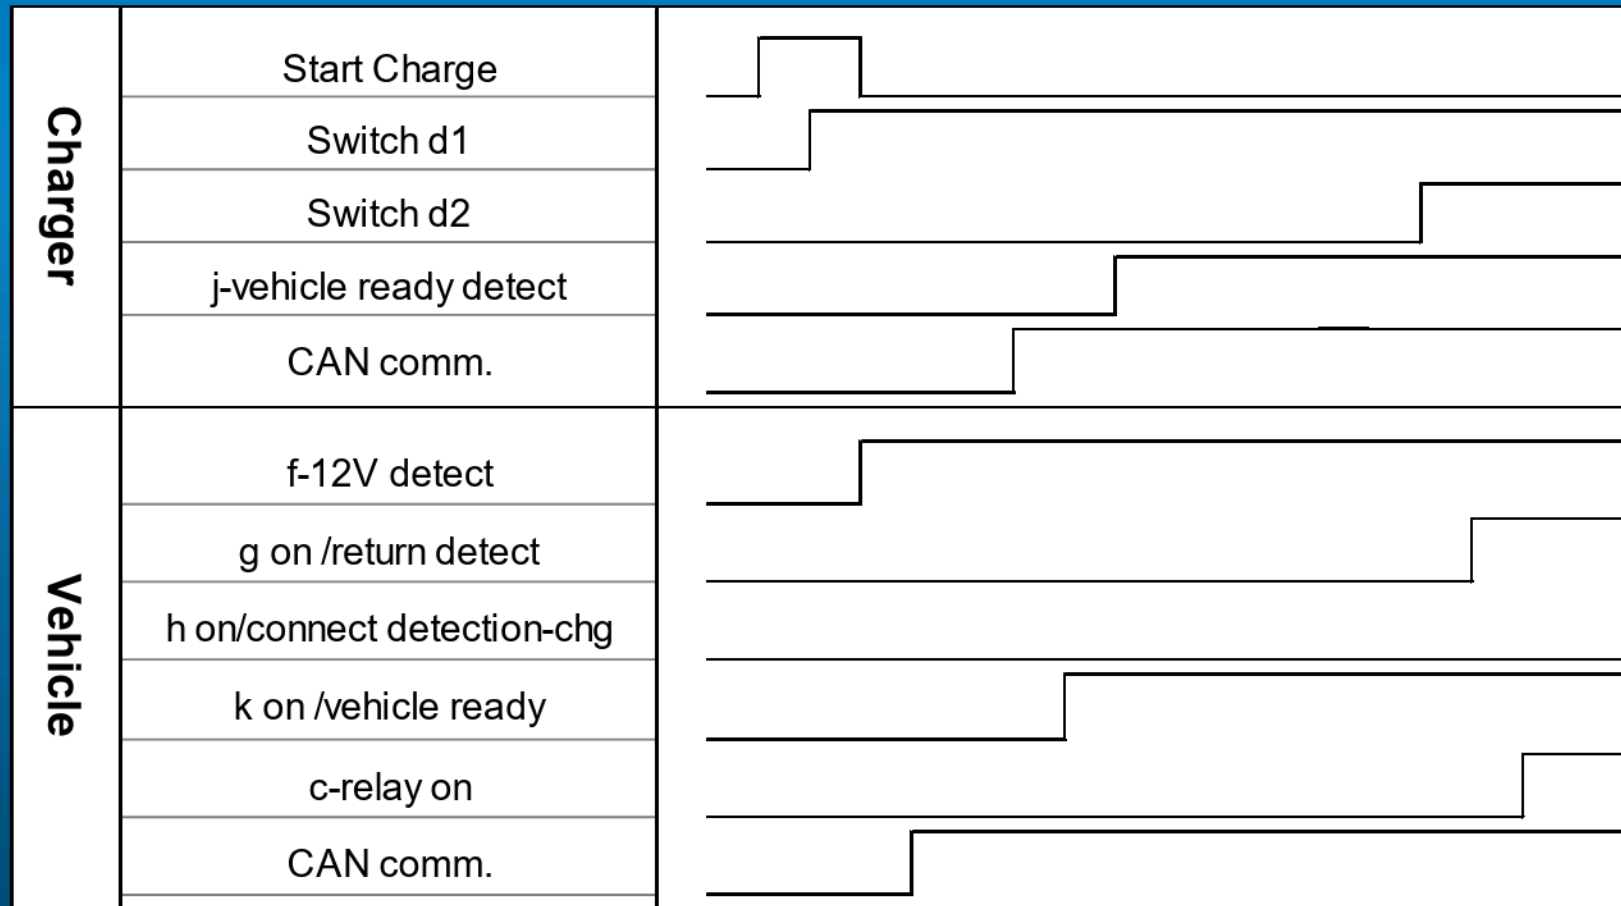 Charger
Start Charge
Switch d1
Switch d2
j-vehicle ready detect
CAN comm.
Vehicle
f-12V detect
g on /return detect
h on/connect detection-chg
k on /vehicle ready
c-relay on
CAN comm.